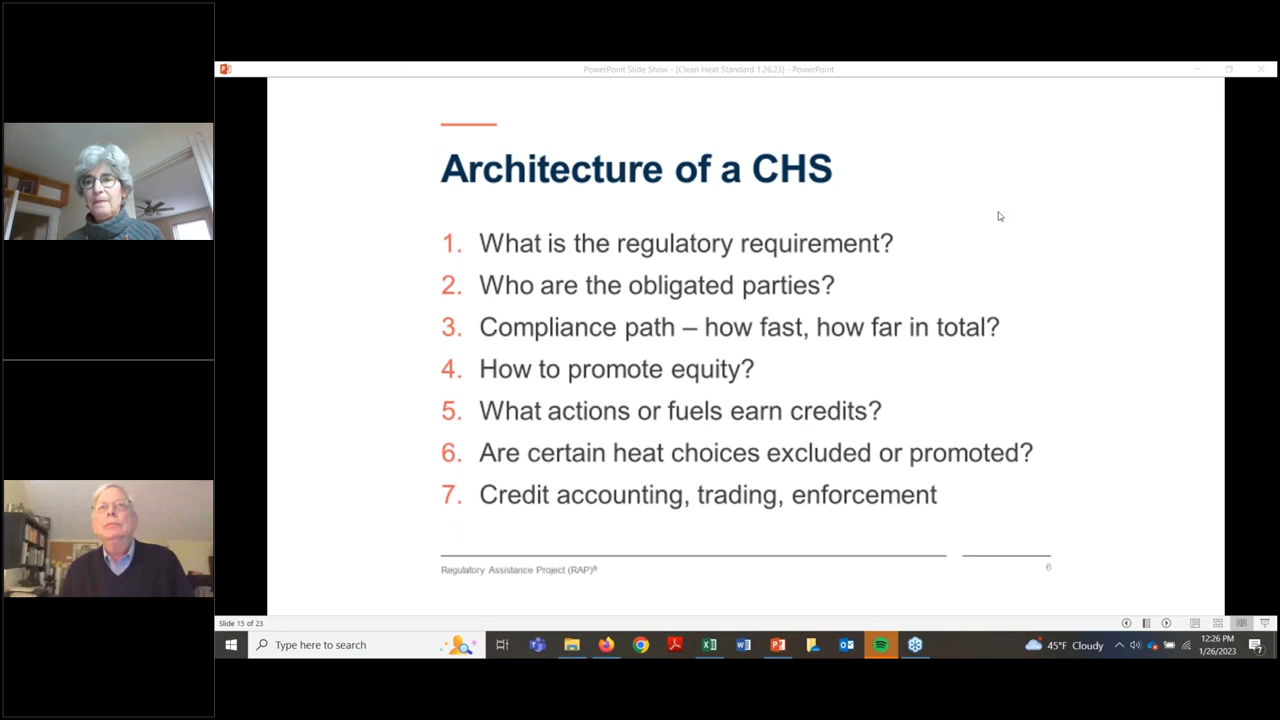 PowerPoint Slide Show - [Clean Heat Standard 1.26.23] - PowerPoint
Architecture of a CHS
1. What is the regulatory requirement?
2. Who are the obligated parties?
3. Compliance path – how fast, how far in total?
4. How to promote equity?
5. What actions or fuels earn credits?
6. Are certain heat choices excluded or promoted?
7. Credit accounting, trading, enforcement
Regulatory Assistance Project (RAP)®
6
Slide 15 of 23
Type here to search
45°F Cloudy
12:26 PM
1/26/2023
7